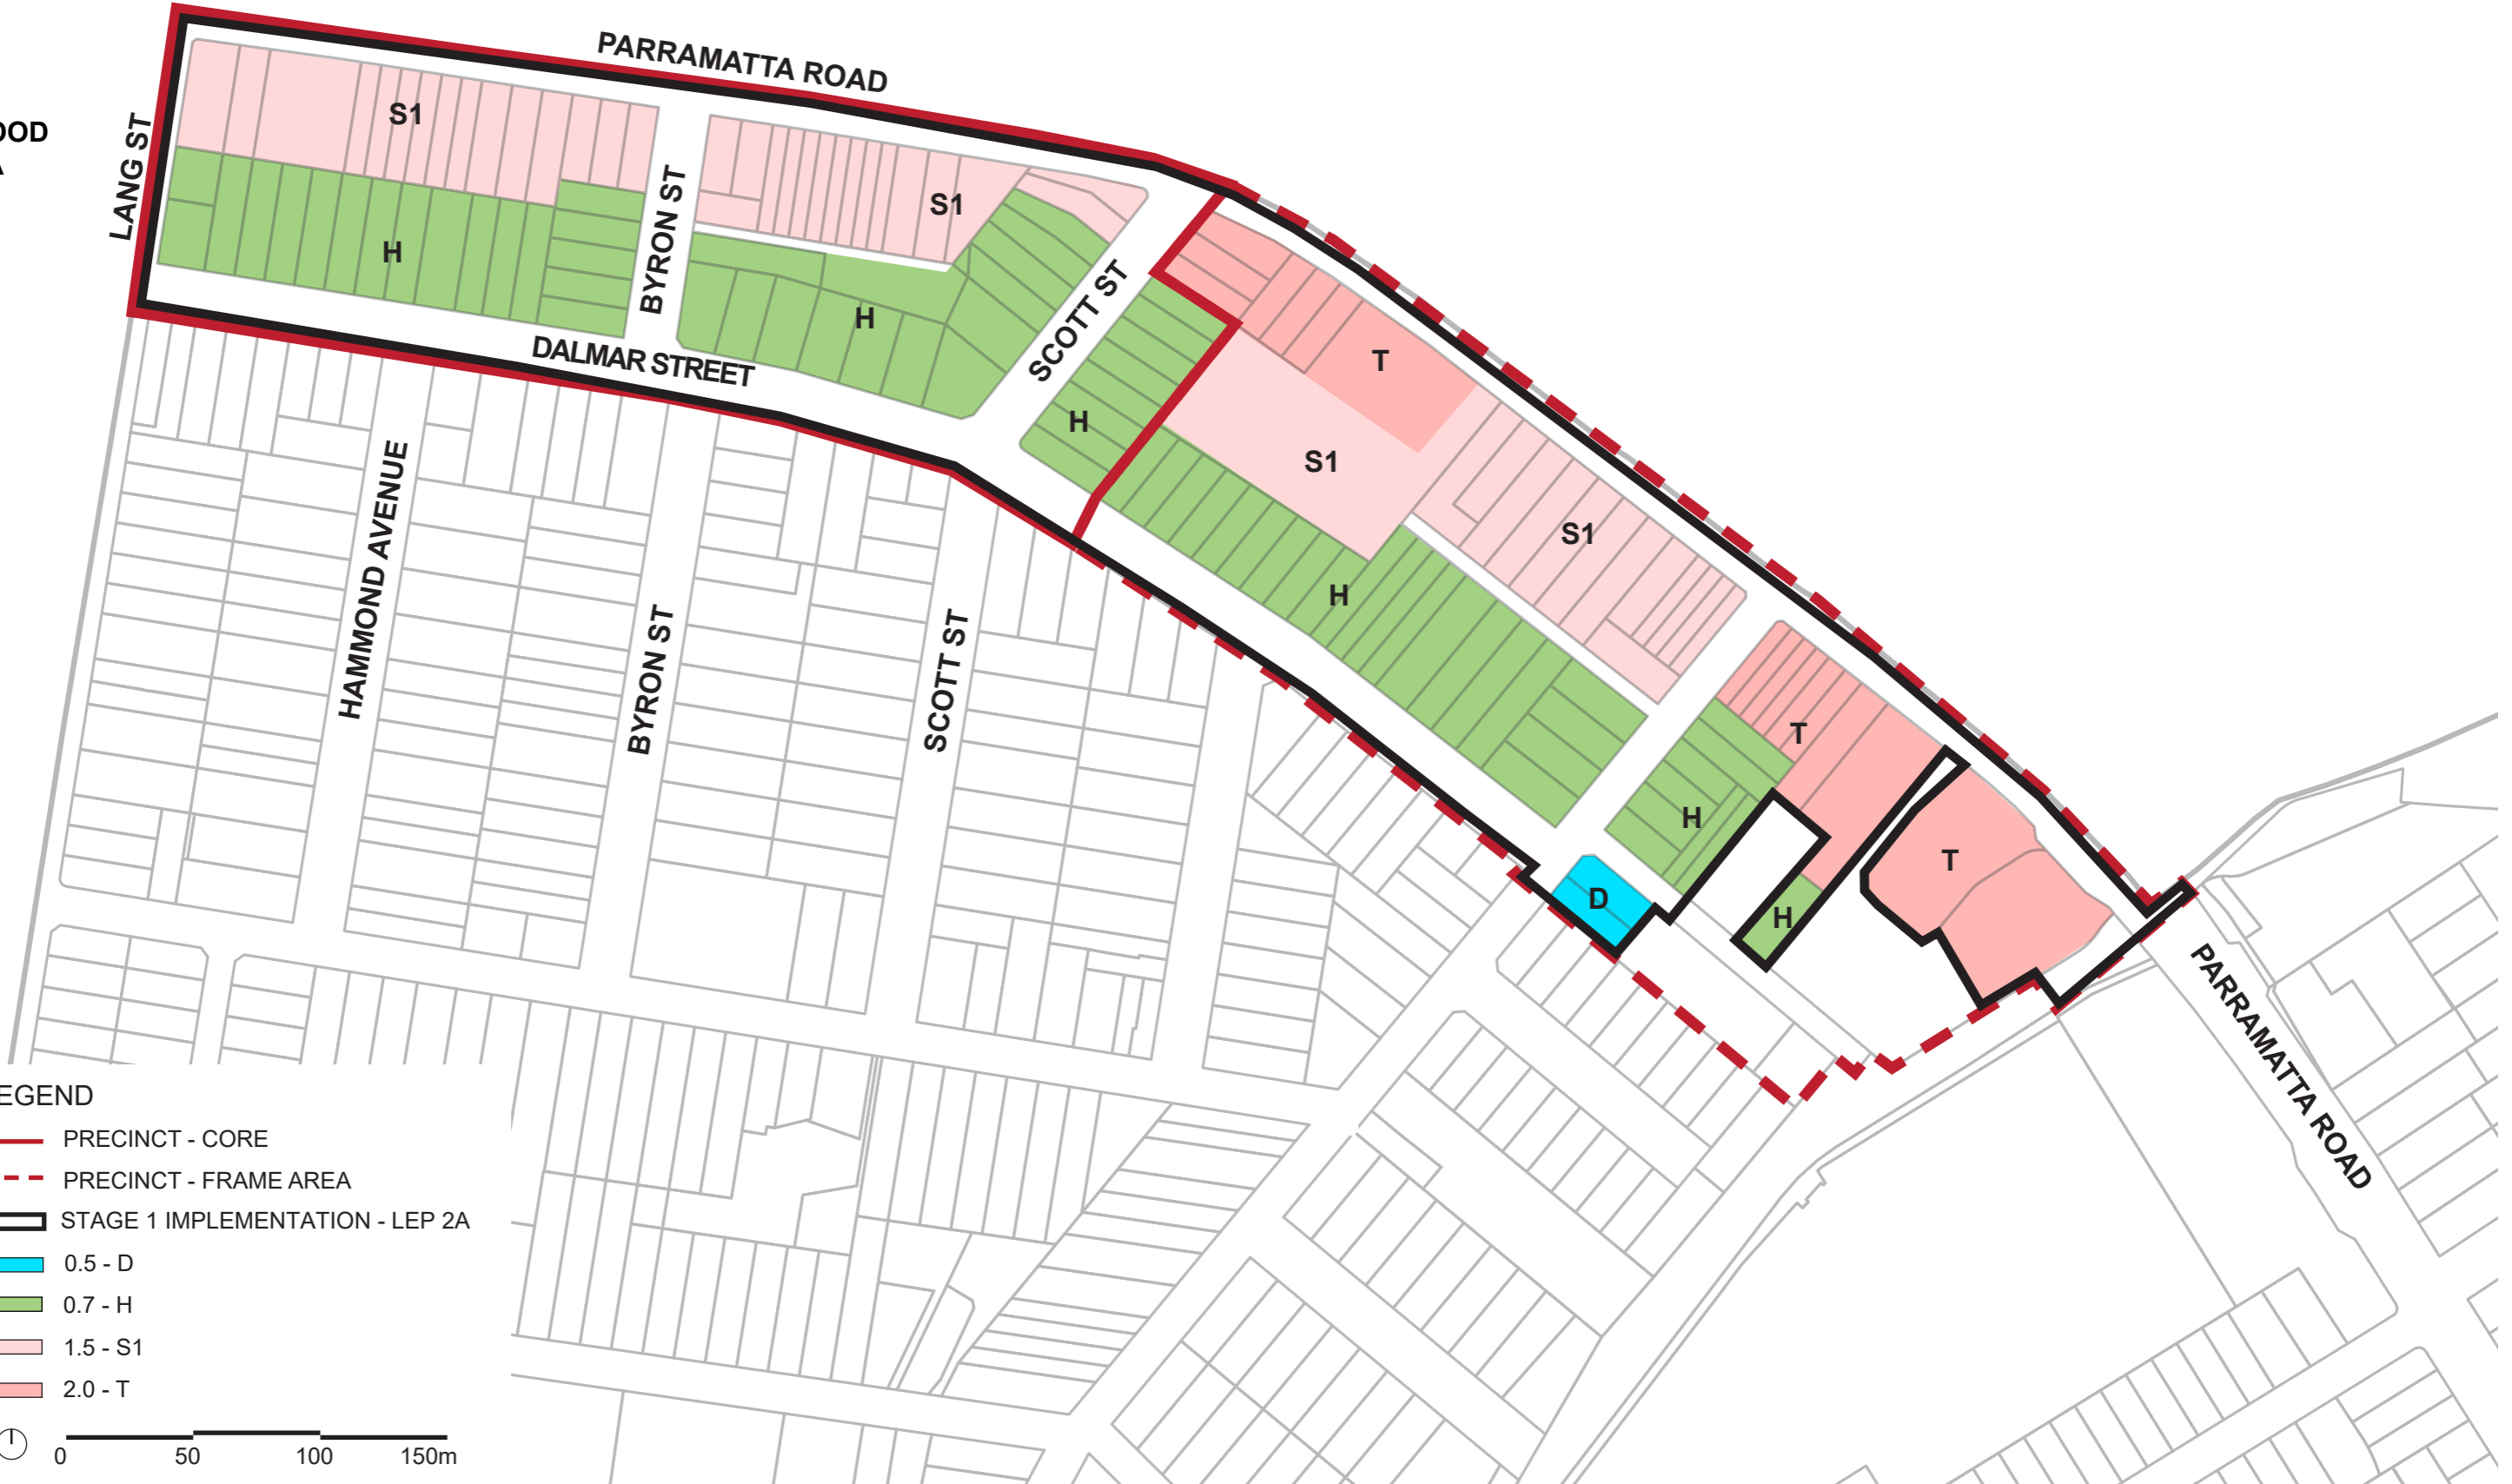 PARRAMATTA ROAD
OOD
A
LANG ST
S1
S1
BYRON ST
H
H
SCOTT ST
DALMAR STREET
T
H
S1
S1
H
HAMMOND AVENUE
BYRON ST
SCOTT ST
T
H
T
D
H
PARRAMATTA ROAD
EGEND
PRECINCT - CORE
PRECINCT - FRAME AREA
STAGE 1 IMPLEMENTATION - LEP 2A
0.5 - D
0.7 - H
1.5 - S1
2.0 - T
0 50 100 150m